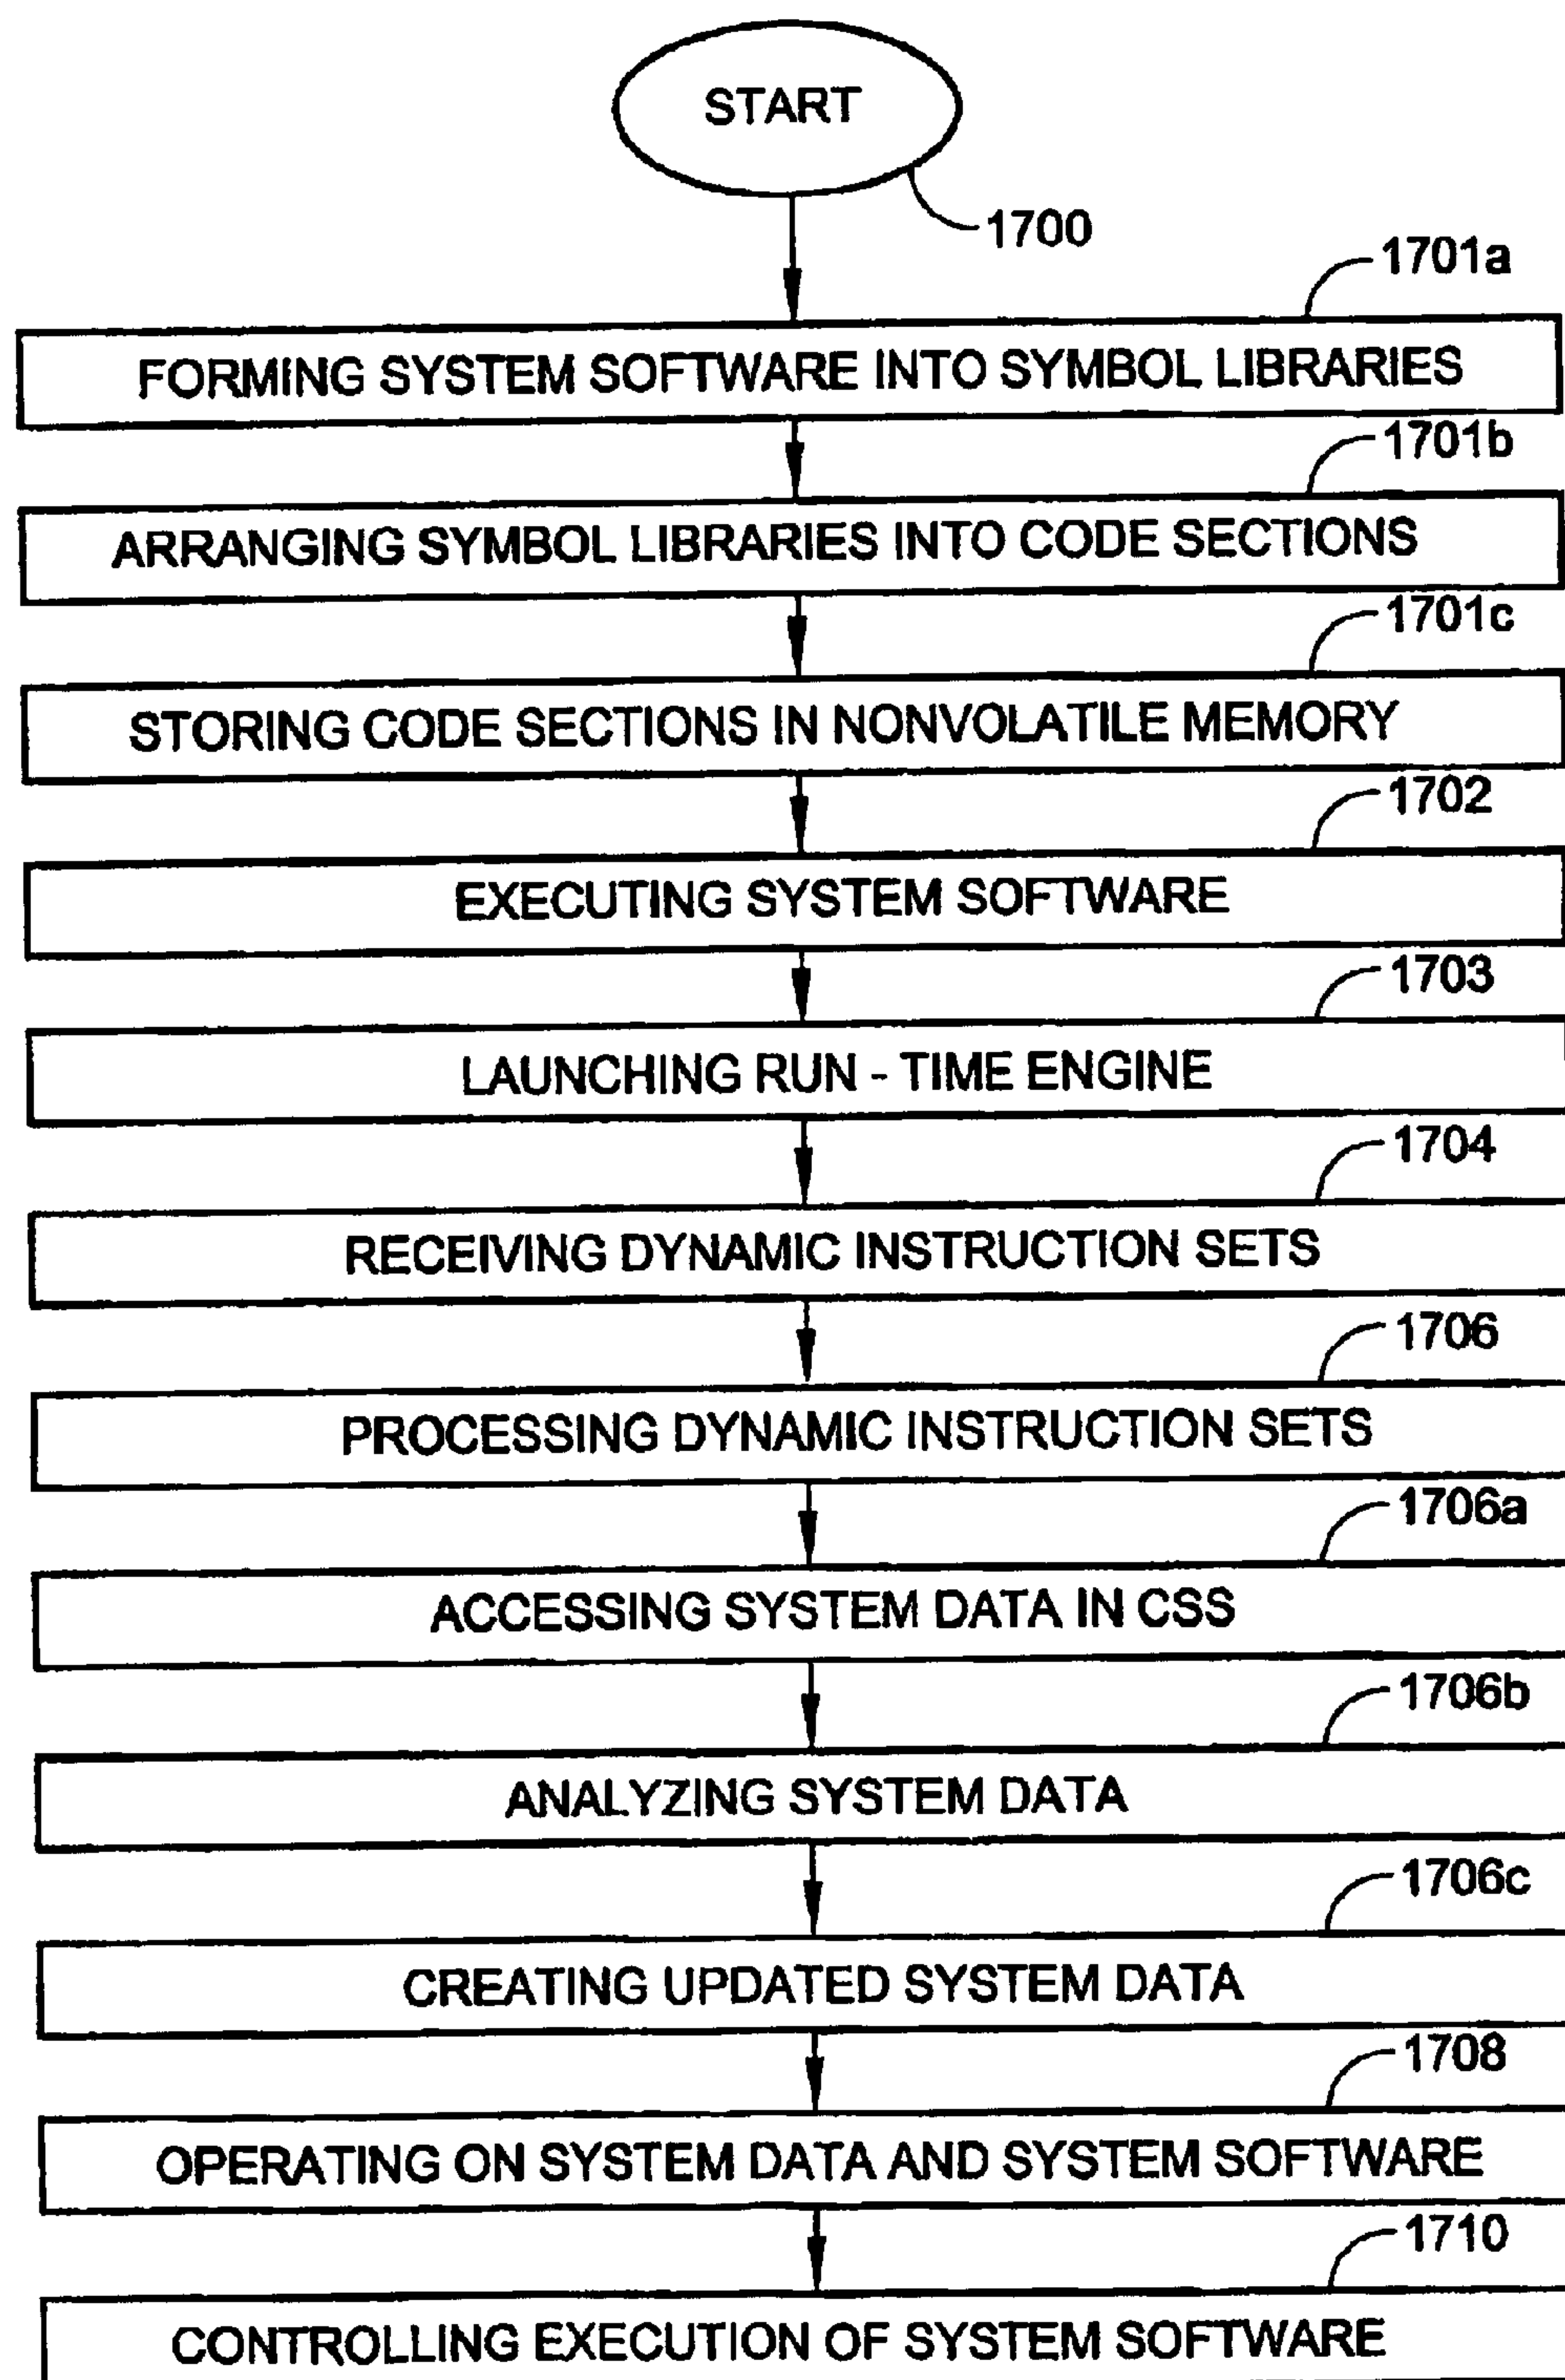 START
1700
1701a
FORMING SYSTEM SOFTWARE INTO SYMBOL LIBRARIES
1701b
ARRANGING SYMBOL LIBRARIES INTO CODE SECTIONS
1701c
STORING CODE SECTIONS IN NONVOLATILE MEMORY
1702
EXECUTING SYSTEM SOFTWARE
1703
LAUNCHING RUN - TIME ENGINE
1704
RECEIVING DYNAMIC INSTRUCTION SETS
1706
PROCESSING DYNAMIC INSTRUCTION SETS
1706a
ACCESSING SYSTEM DATA IN CSS
1706b
ANALYZING SYSTEM DATA
1706c
CREATING UPDATED SYSTEM DATA
1708
OPERATING ON SYSTEM DATA AND SYSTEM SOFTWARE
1710
CONTROLLING EXECUTION OF SYSTEM SOFTWARE